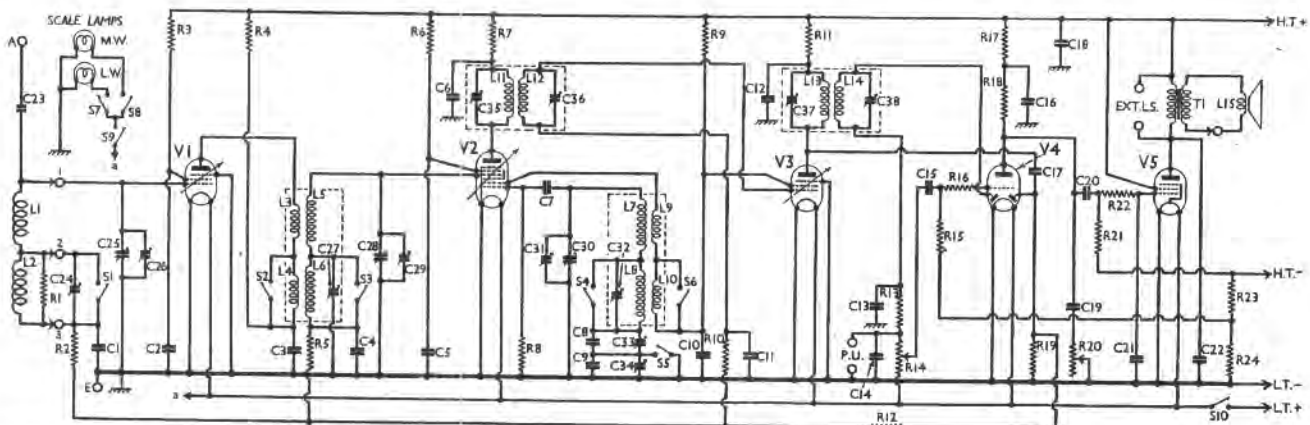 SCALE LAMPS
M.W.
L.W.
A
S7
S8
S9
a
C23
R3
R4
R6
R7
R9
R11
R17
C18
H.T.+
L11
L12
C6
C35
C36
C12
L13
L14
C37
C38
R18
C16
EXT.L.S.
T1
L15
V1
V2
V3
V4
V5
1
L1
2
L2
C24
R1
3
R2
S1
C25
C26
C1
E
C2
L3
L5
L4
L6
C27
S2
S3
C3
R5
C4
C28
C29
C5
C7
R8
C31
C30
L7
L9
L8
L10
C32
S4
S6
C8
C9
C33
C34
S5
C10
R10
C11
C15
R16
R15
C17
C20
R22
R21
C13
R13
P.U.
C14
R14
R12
R19
C19
R20
C21
C22
H.T.-
R23
R24
L.T.-
L.T.+
S10
a